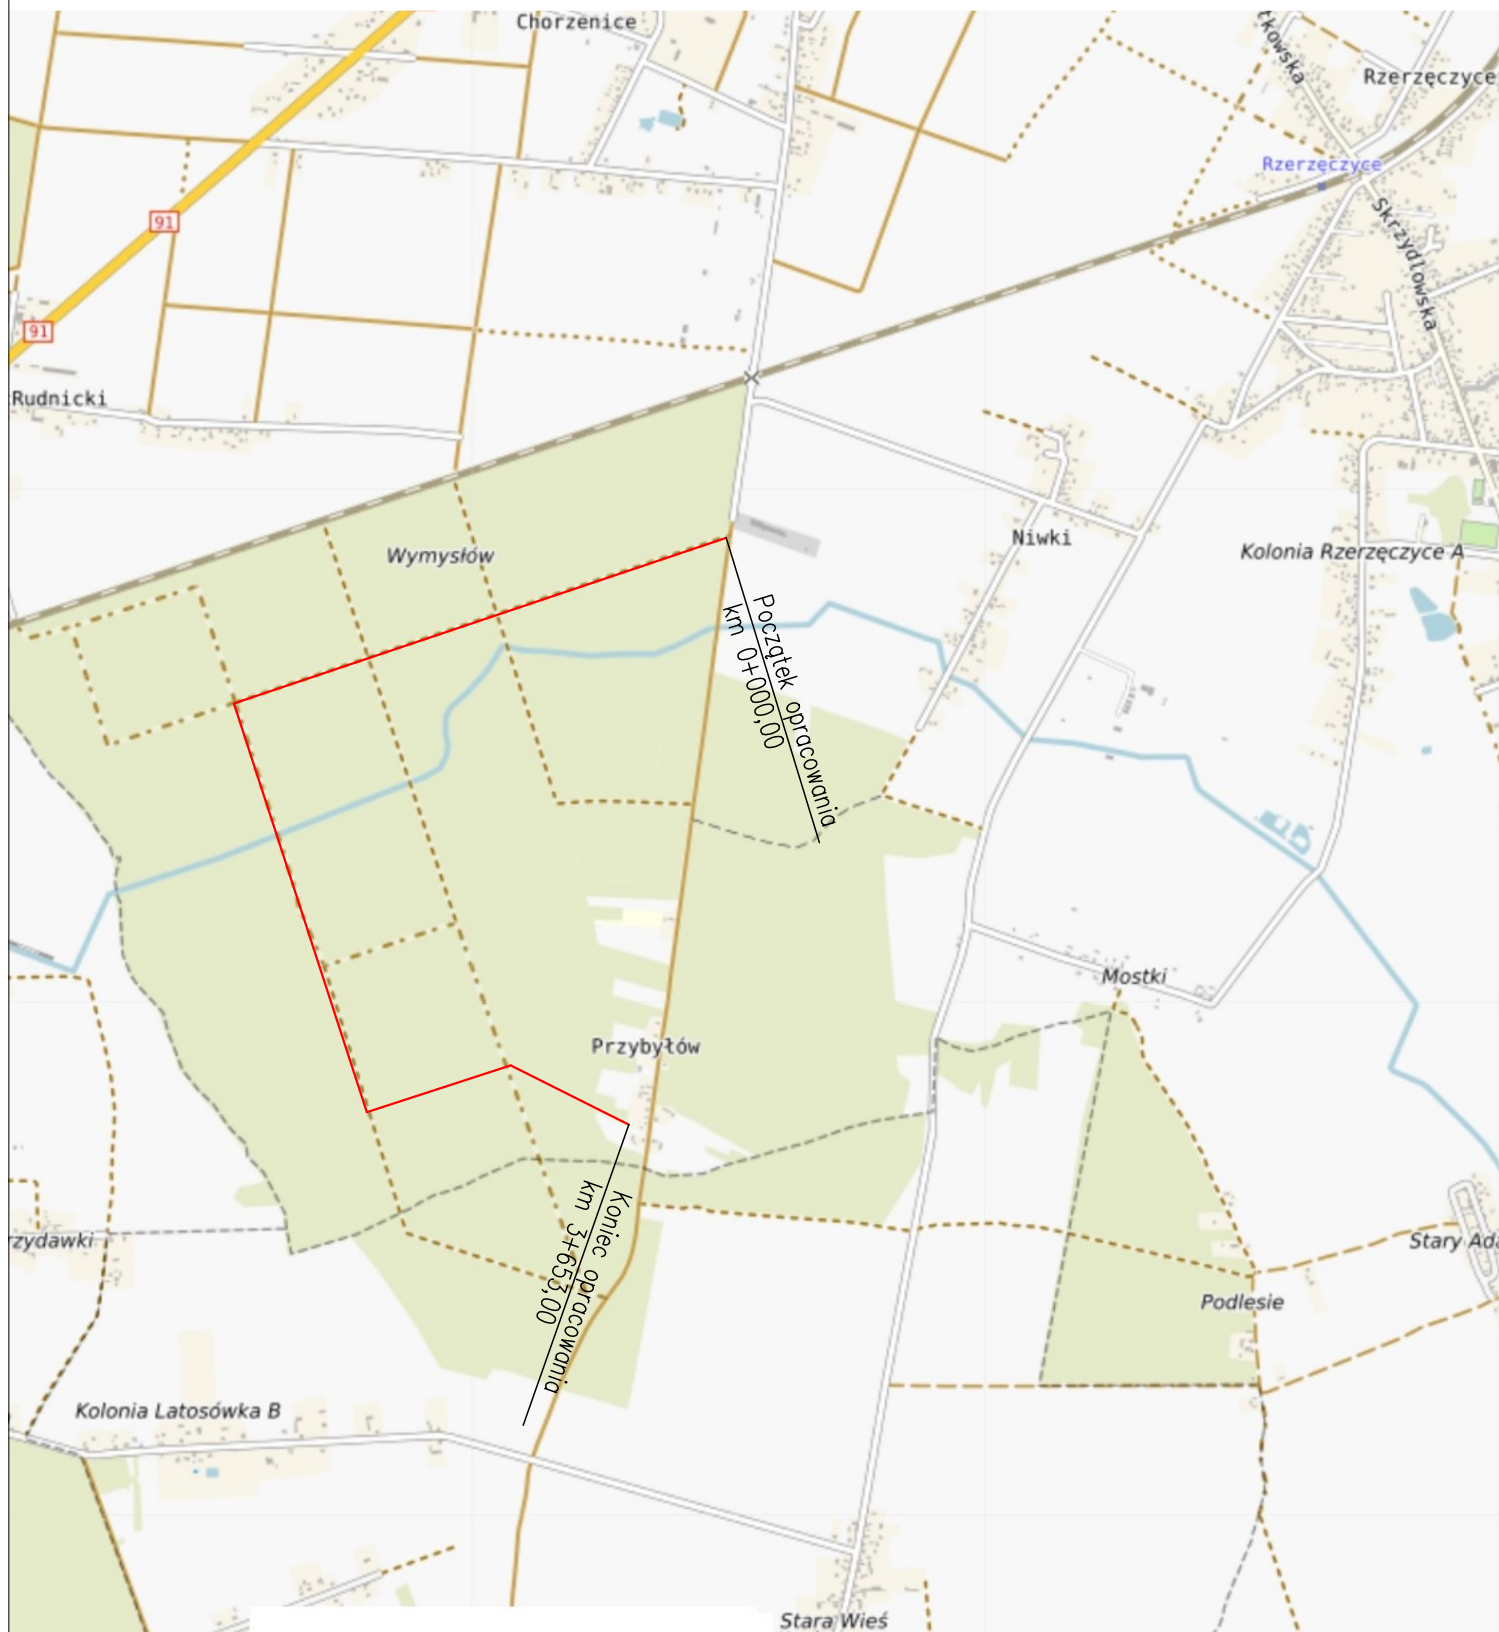 Chorzenice
Rzerzęczyce
Rzerzęczyce
Skrzydlowska
91
91
Rudnicki
Wymysłów
Niwki
Kolonia Rzerzęczyce A
Początek opracowania
km 0+000,00
Mostki
Przybyłów
Koniec opracowania
km 3+653,00
Stary Ada
Podlesie
Kolonia Latosówka B
Stara Wieś